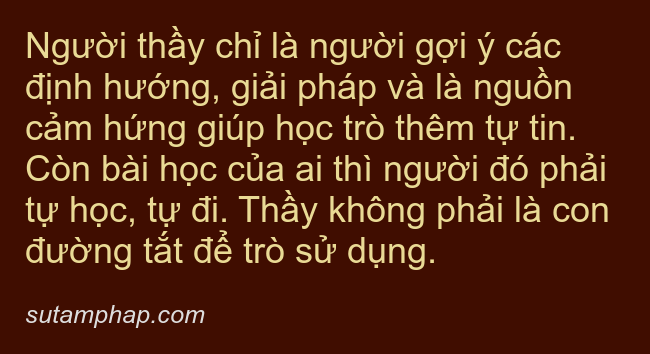 Người thầy chỉ là người gợi ý các
định hướng, giải pháp và là nguồn
cảm hứng giúp học trò thêm tự tin.
Còn bài học của ai thì người đó phải
tự học, tự đi. Thầy không phải là con
đường tắt để trò sử dụng.
sutamphap.com